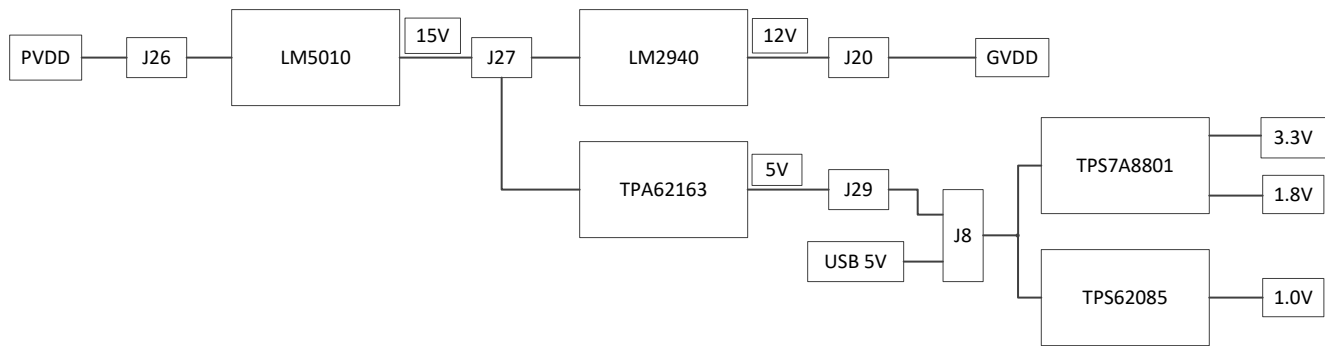 PVDD
J26
LM5010
15V
J27
LM2940
12V
J20
GVDD
TPA62163
5V
J29
USB 5V
J8
TPS7A8801
3.3V
1.8V
TPS62085
1.0V